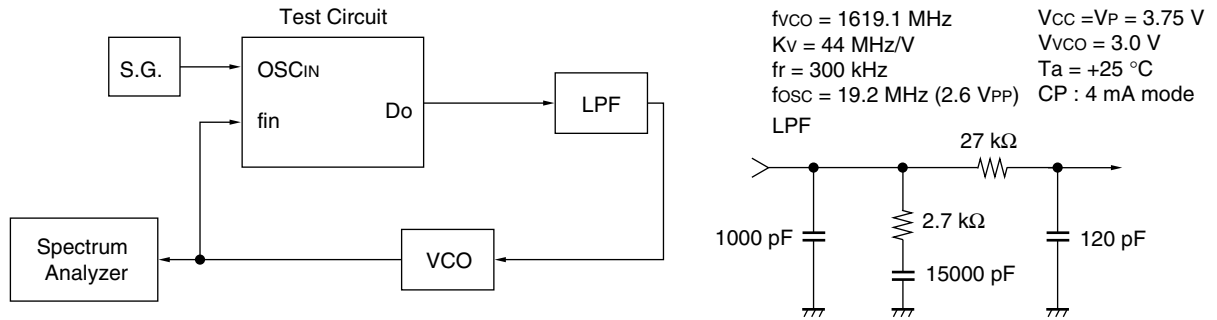 Test Circuit
S.G.
OSCIN
fin
Do
LPF
Spectrum
Analyzer
VCO
fVCO = 1619.1 MHz
KV = 44 MHz/V
fr = 300 kHz
fOSC = 19.2 MHz (2.6 VPP)
VCC =VP = 3.75 V
VVCO = 3.0 V
Ta = +25 °C
CP : 4 mA mode
LPF
27 kΩ
2.7 kΩ
1000 pF
120 pF
15000 pF